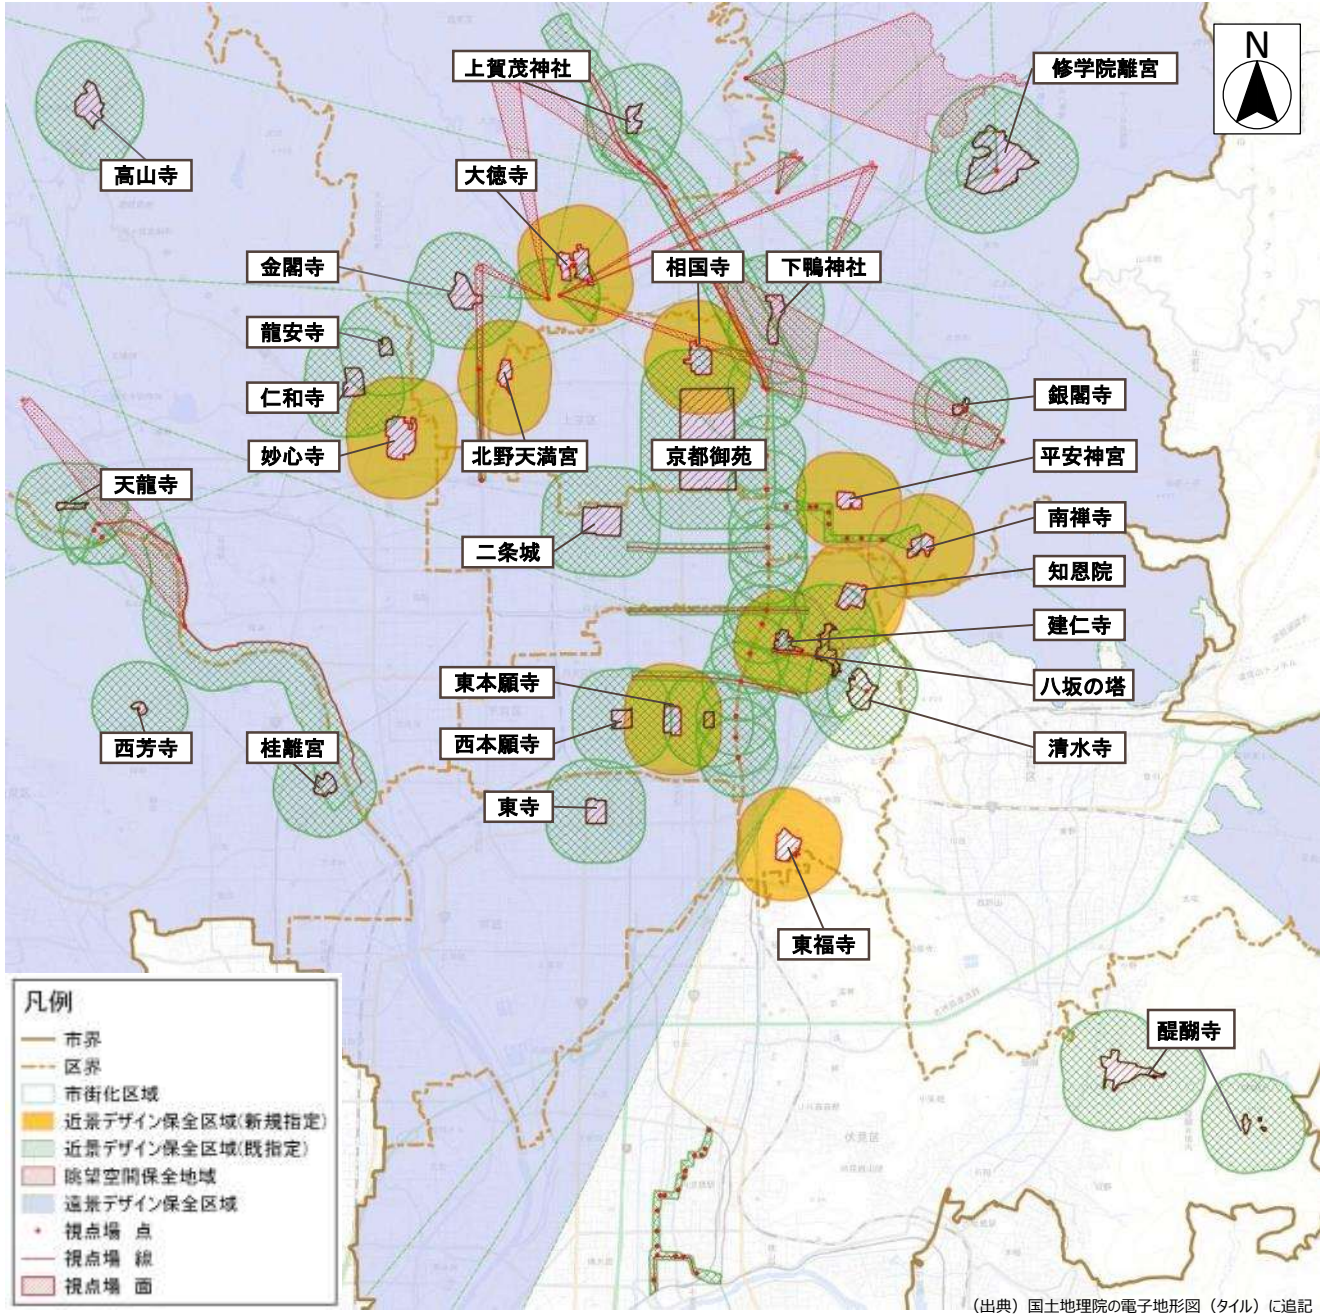 N
上賀茂神社
修学院離宮
高山寺
大徳寺
金閣寺
相国寺
下鴨神社
龍安寺
仁和寺
銀閣寺
妙心寺
北野天満宮
京都御苑
平安神宮
天龍寺
南禅寺
二条城
知恩院
建仁寺
東本願寺
八坂の塔
西芳寺
桂離宮
西本願寺
清水寺
東寺
東福寺
醍醐寺
伏見区
凡例
市界
区界
市街化区域
近景デザイン保全区域(新規指定)
近景デザイン保全区域(既指定)
眺望空間保全地域
遠景デザイン保全区域
視点場 点
視点場 線
視点場 面
(出典)国土地理院の電子地形図(タイル)に追記